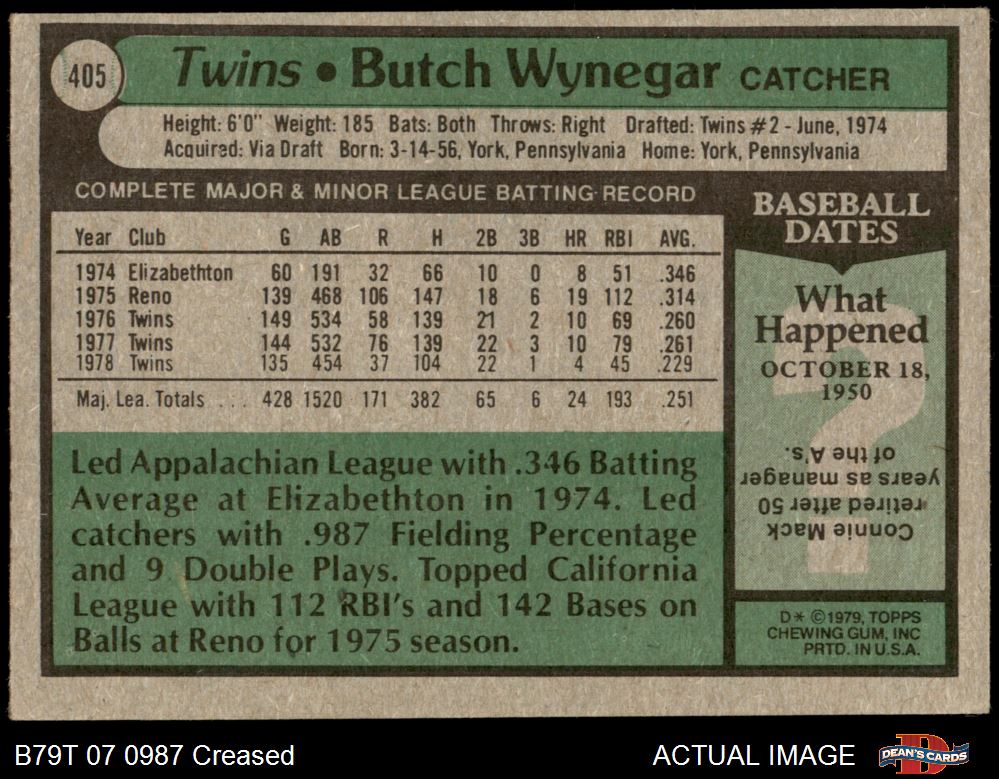 405
Twins • Butch Wynegar CATCHER
Height: 6'0" Weight: 185 Bats: Both Throws: Right Drafted: Twins #2 - June, 1974
Acquired: Via Draft Born: 3-14-56, York, Pennsylvania Home: York, Pennsylvania
COMPLETE MAJOR & MINOR LEAGUE BATTING RECORD
Year Club G AB R H 2B 3B HR RBI AVG.
1974 Elizabethton 60 191 32 66 10 0 8 51 .346
1975 Reno 139 468 106 147 18 6 19 112 .314
1976 Twins 149 534 58 139 21 2 10 69 .260
1977 Twins 144 532 76 139 22 3 10 79 .261
1978 Twins 135 454 37 104 22 1 4 45 .229
Maj. Lea. Totals ... 428 1520 171 382 65 6 24 193 .251
Led Appalachian League with .346 Batting
Average at Elizabethton in 1974. Led
catchers with .987 Fielding Percentage
and 9 Double Plays. Topped California
League with 112 RBI's and 142 Bases on
Balls at Reno for 1975 season.
BASEBALL
DATES
What
Happened
OCTOBER 18,
1950
?
Connie Mack
retired after 50
years as manager
of the A's.
D* ©1979, TOPPS
CHEWING GUM, INC
PRTD. IN U.S.A.
B79T 07 0987 Creased
ACTUAL IMAGE
D
DEAN'S CARDS